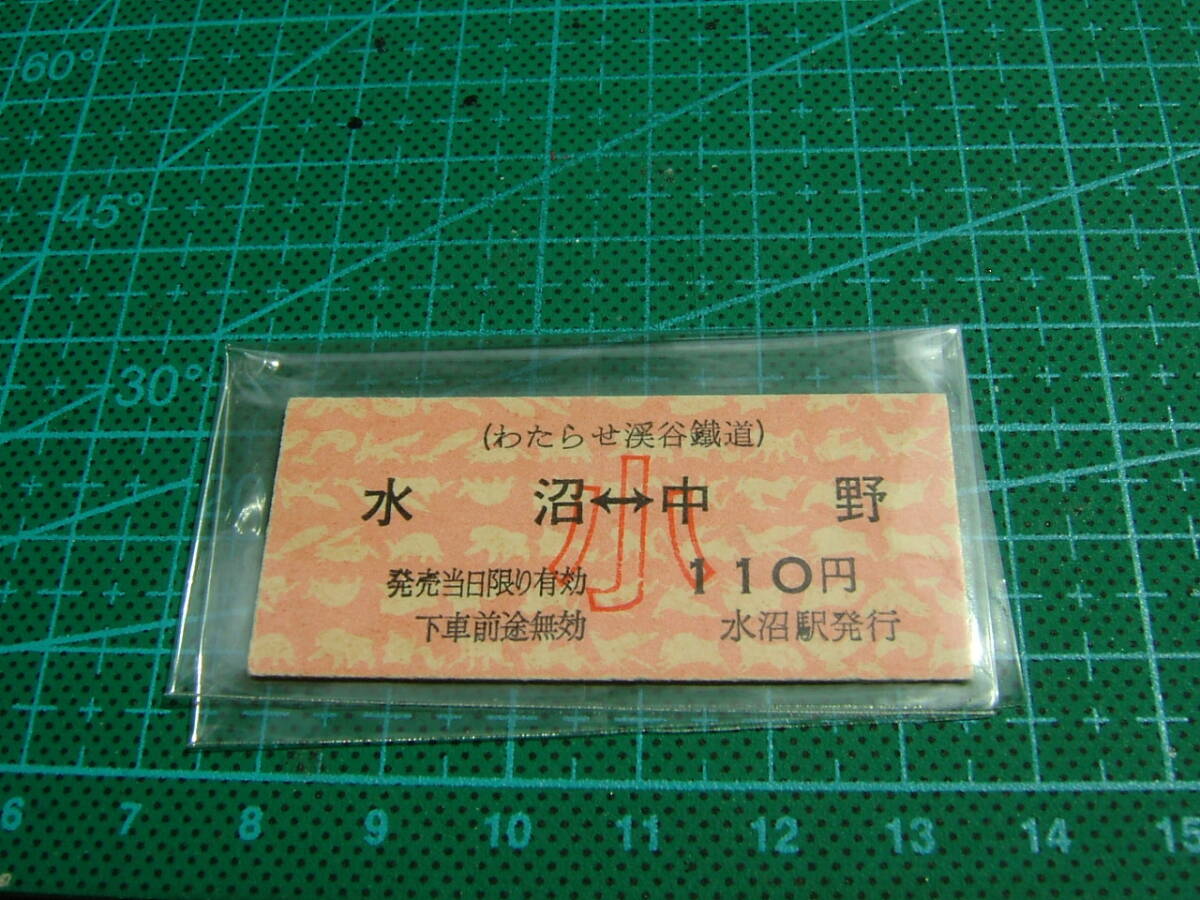 60°
45°
30°
(わたらせ渓谷鐵道)
水 沼↔中 野
小
発売当日限り有効 110円
下車前途無効 水沼駅発行
6 7 8 9 10 11 12 13 14 15